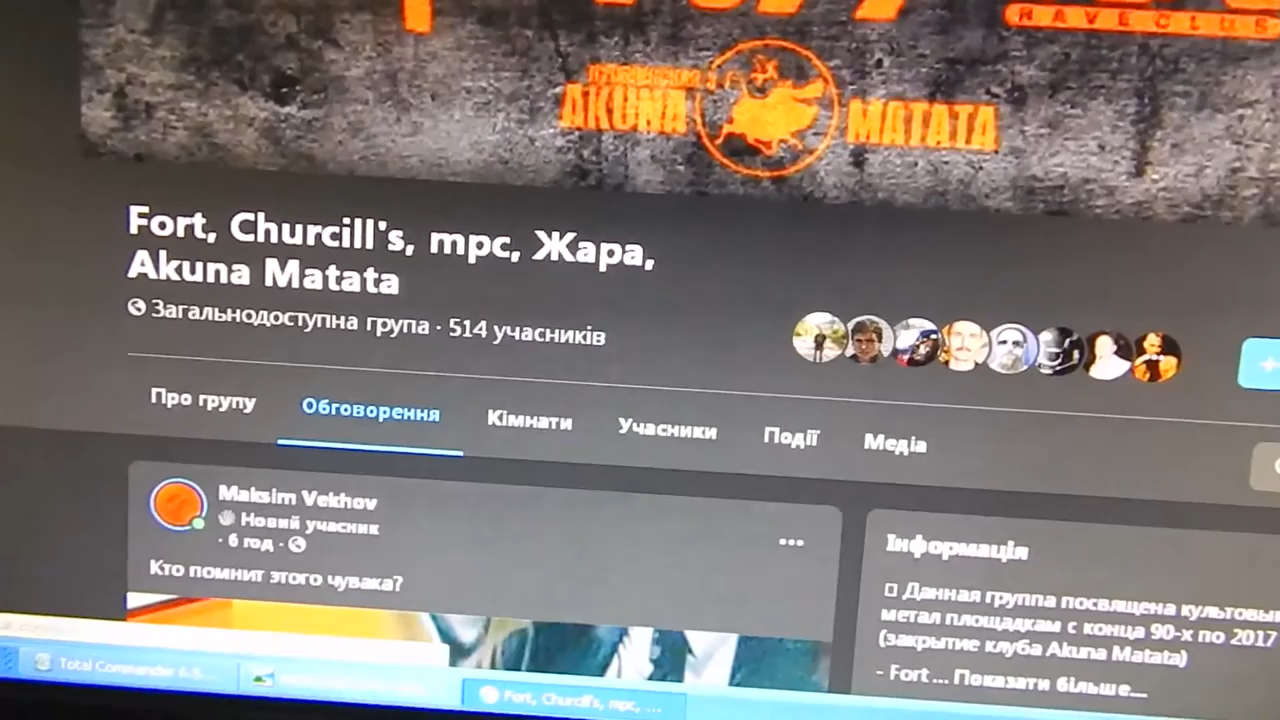 RAVECLUB
AKUNA MATATA
Fort, Churcill's, mpc, Жара,
Akuna Matata
Загальнодоступна група · 514 учасників
Про групу Обговорення Кімнати Учасники Події Медіа
Maksim Vekhov
Новий учасник
· 6 год ·
Кто помнит этого чувака?
Інформація
Данная группа посвящена культовы
метал площадкам с конца 90-х по 2017
(закрытие клуба Akuna Matata)
- Fort... Показати більше...
Total Commander 6.5...
Fort, Churcill's, mpc, ...